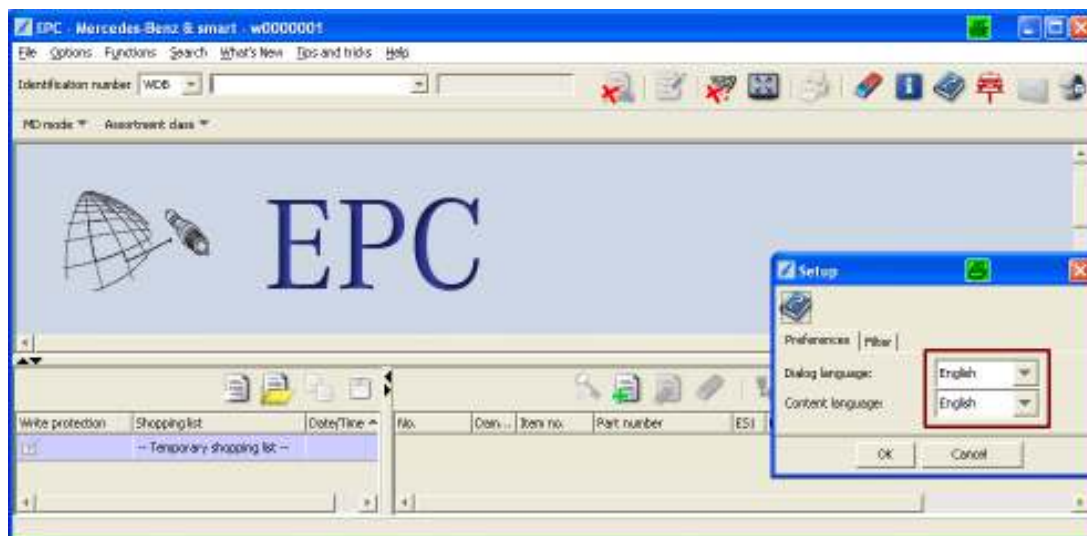 EPC - Mercedes-Benz & smart - w0000001
File Options Functions Search What's New Tips and tricks Help
Identification number WDB
MD mode Assortment class
EPC
Setup
Preferences Filter
Dialog language: English
Content language: English
OK Cancel
Write protection Shopping list Date/Time No. Dam... Item no. Part number ES1
-- Temporary shopping list --